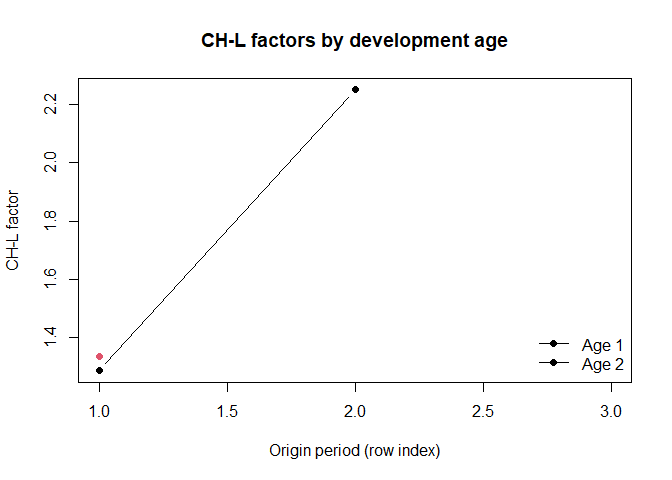 CH-L factors by development age
CH-L factor
2.2
2.0
1.8
1.6
1.4
Age 1
Age 2
1.0 1.5 2.0 2.5 3.0
Origin period (row index)